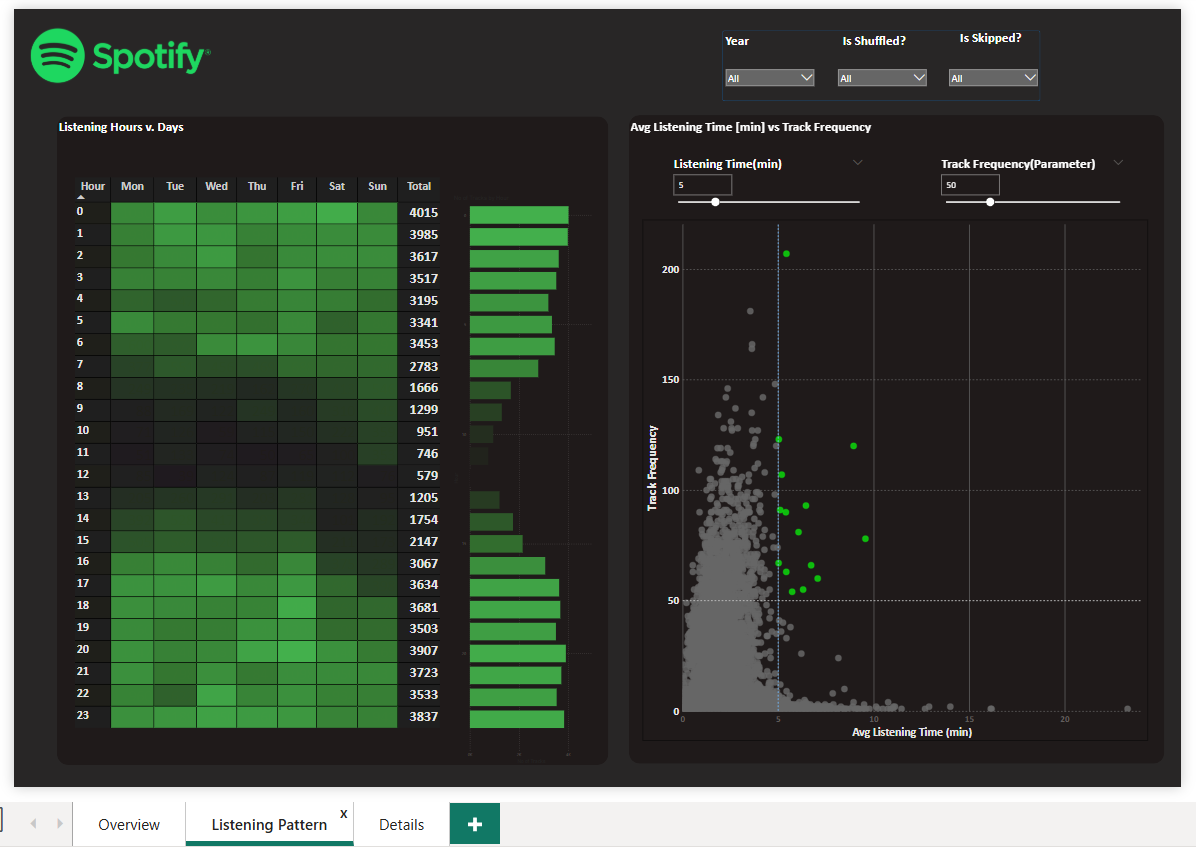 Spotify®
Year Is Shuffled? Is Skipped?
All All All
Listening Hours v. Days
Hour Mon Tue Wed Thu Fri Sat Sun Total
0 4015
1 3985
2 3617
3 3517
4 3195
5 3341
6 3453
7 2783
8 1666
9 1299
10 951
11 746
12 579
13 1205
14 1754
15 2147
16 3067
17 3634
18 3681
19 3503
20 3907
21 3723
22 3533
23 3837
Avg Listening Time [min] vs Track Frequency
Listening Time(min) Track Frequency(Parameter)
5 50
200
150
100
50
0
Track Frequency
0 5 10 15 20
Avg Listening Time (min)
Overview Listening Pattern x Details +